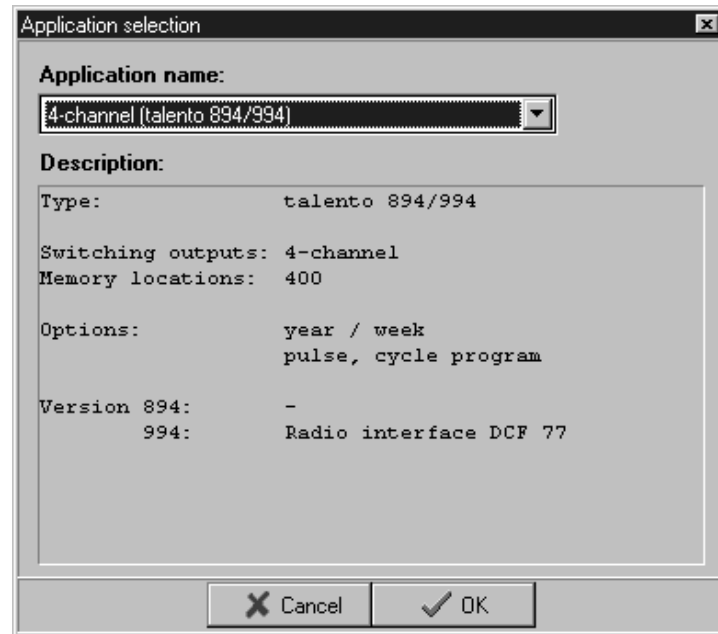 Application selection
Application name:
4-channel (talento 894/994)
Description:
Type: talento 894/994
Switching outputs: 4-channel
Memory locations: 400
Options: year / week
pulse, cycle program
Version 894: -
994: Radio interface DCF 77
Cancel OK